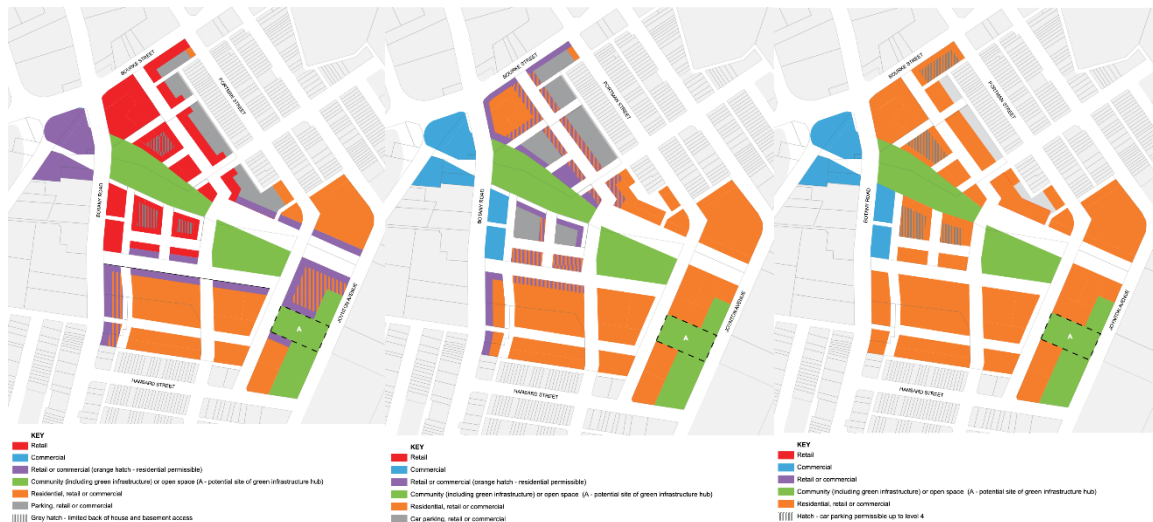 BOURKE STREET
PORTMAN STREET
BOTANY ROAD
JOYNTON AVENUE
A
HANSARD STREET
KEY
Retail
Commercial
Retail or commercial (orange hatch - residential permissible)
Community (including green infrastructure) or open space (A - potential site of green infrastructure hub)
Residential, retail or commercial
Parking, retail or commercial
Grey hatch - limited back of house and basement access
BOURKE STREET
PORTMAN STREET
BOTANY ROAD
JOYNTON AVENUE
A
HANSARD STREET
KEY
Retail
Commercial
Retail or commercial (orange hatch - residential permissible)
Community (including green infrastructure) or open space (A - potential site of green infrastructure hub)
Residential, retail or commercial
Car parking, retail or commercial
BOURKE STREET
PORTMAN STREET
BOTANY ROAD
JOYNTON AVENUE
A
HANSARD STREET
KEY
Retail
Commercial
Retail or commercial
Community (including green infrastructure) or open space (A - potential site of green infrastructure hub)
Residential, retail or commercial
Hatch - car parking permissible up to level 4